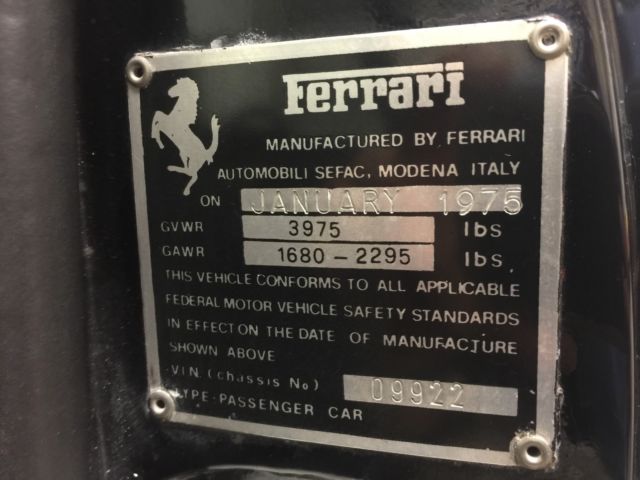 Ferrari
MANUFACTURED BY FERRARI
AUTOMOBILI SEFAC, MODENA ITALY
ON JANUARY 1975
GVWR 3975 lbs
GAWR 1680-2295 lbs.
THIS VEHICLE CONFORMS TO ALL APPLICABLE
FEDERAL MOTOR VEHICLE SAFETY STANDARDS
IN EFFECT ON THE DATE OF MANUFACTURE
SHOWN ABOVE
V.I.N. (chassis No) 09922
TYPE-PASSENGER CAR